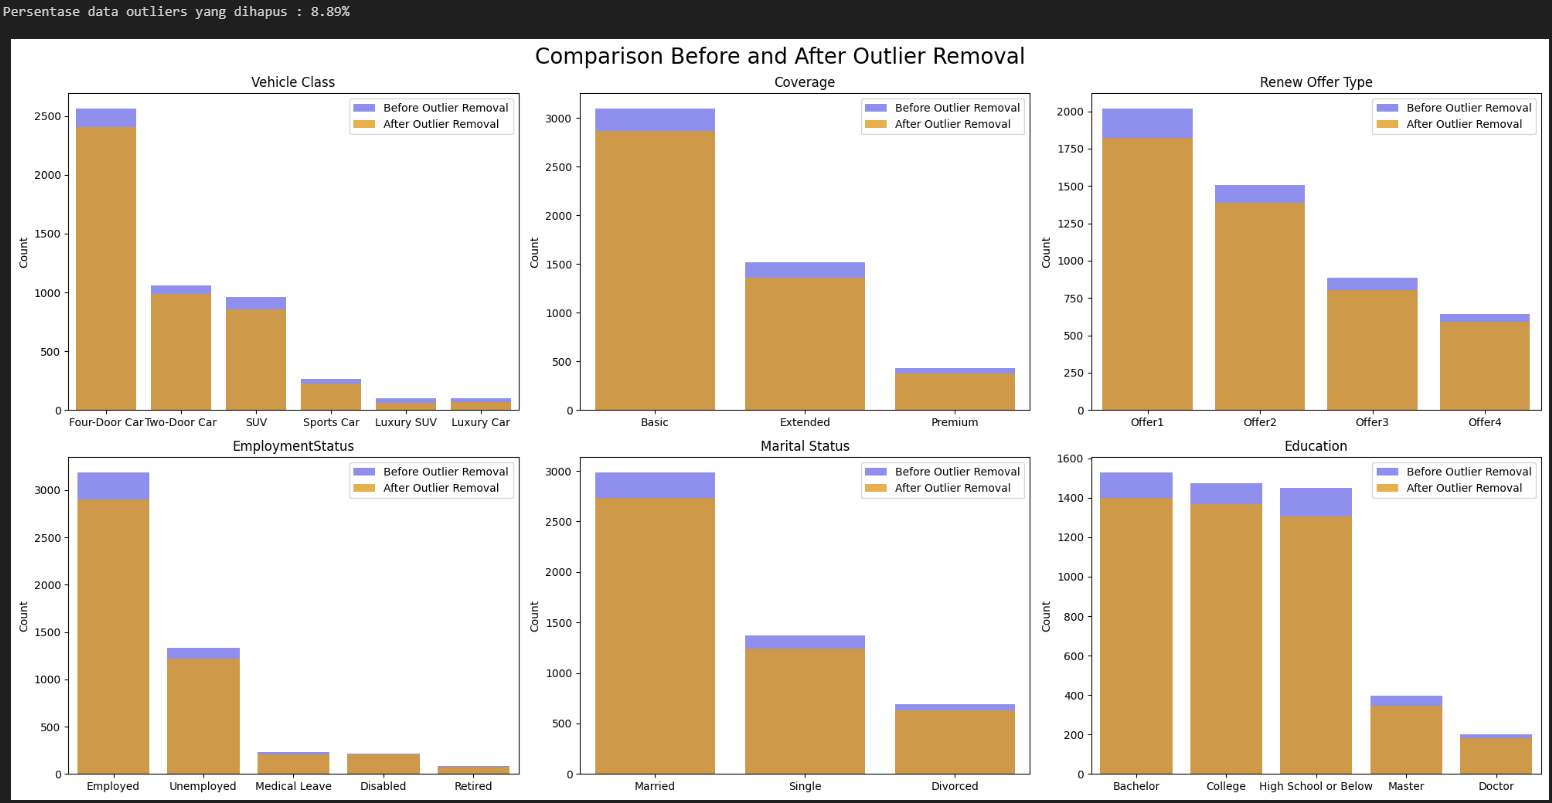 Persentase data outliers yang dihapus : 8.89%
Comparison Before and After Outlier Removal
Vehicle Class
Before Outlier Removal
After Outlier Removal
Count
2500
2000
1500
1000
500
0
Four-Door Car Two-Door Car SUV Sports Car Luxury SUV Luxury Car
Coverage
Before Outlier Removal
After Outlier Removal
Count
3000
2500
2000
1500
1000
500
0
Basic Extended Premium
Renew Offer Type
Before Outlier Removal
After Outlier Removal
Count
2000
1750
1500
1250
1000
750
500
250
0
Offer1 Offer2 Offer3 Offer4
EmploymentStatus
Before Outlier Removal
After Outlier Removal
Count
3000
2500
2000
1500
1000
500
0
Employed Unemployed Medical Leave Disabled Retired
Marital Status
Before Outlier Removal
After Outlier Removal
Count
3000
2500
2000
1500
1000
500
0
Married Single Divorced
Education
Before Outlier Removal
After Outlier Removal
Count
1600
1400
1200
1000
800
600
400
200
0
Bachelor College High School or Below Master Doctor